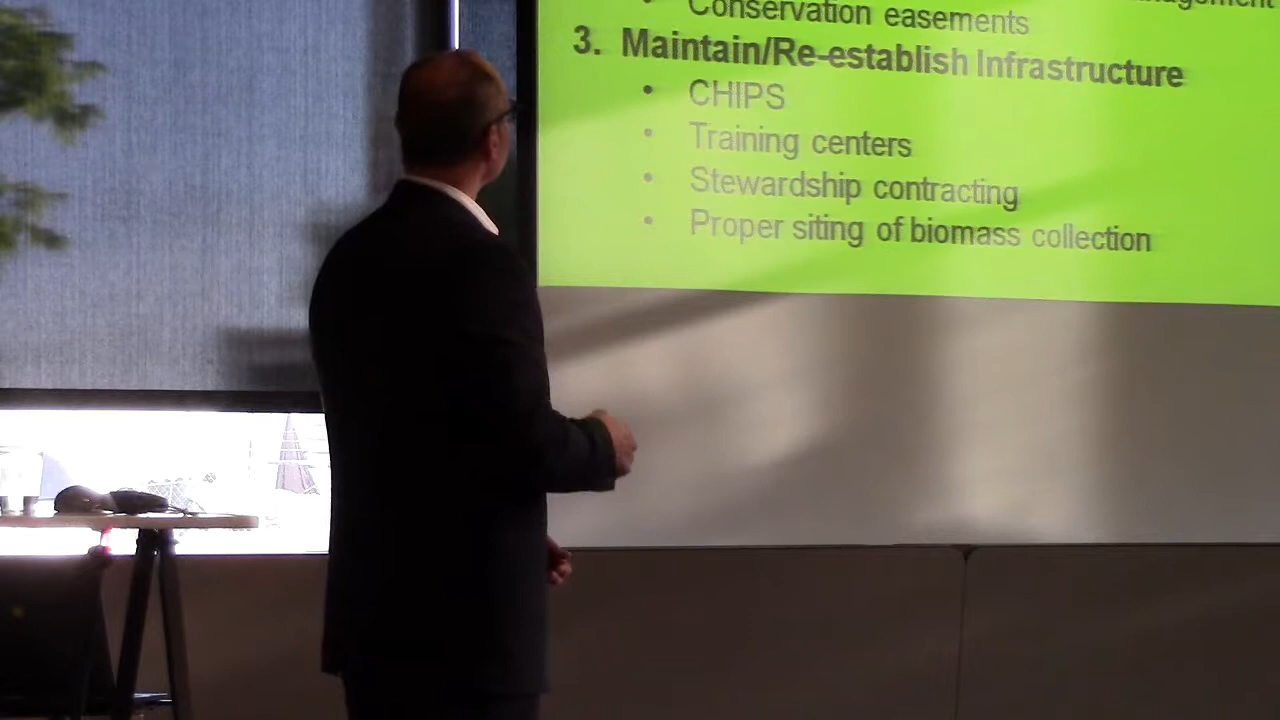 • Conservation easements
3. Maintain/Re-establish Infrastructure
• CHIPS
• Training centers
• Stewardship contracting
• Proper siting of biomass collection